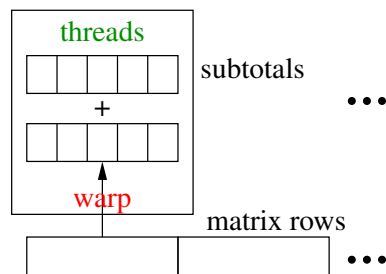 threads
subtotals
+
warp
matrix rows